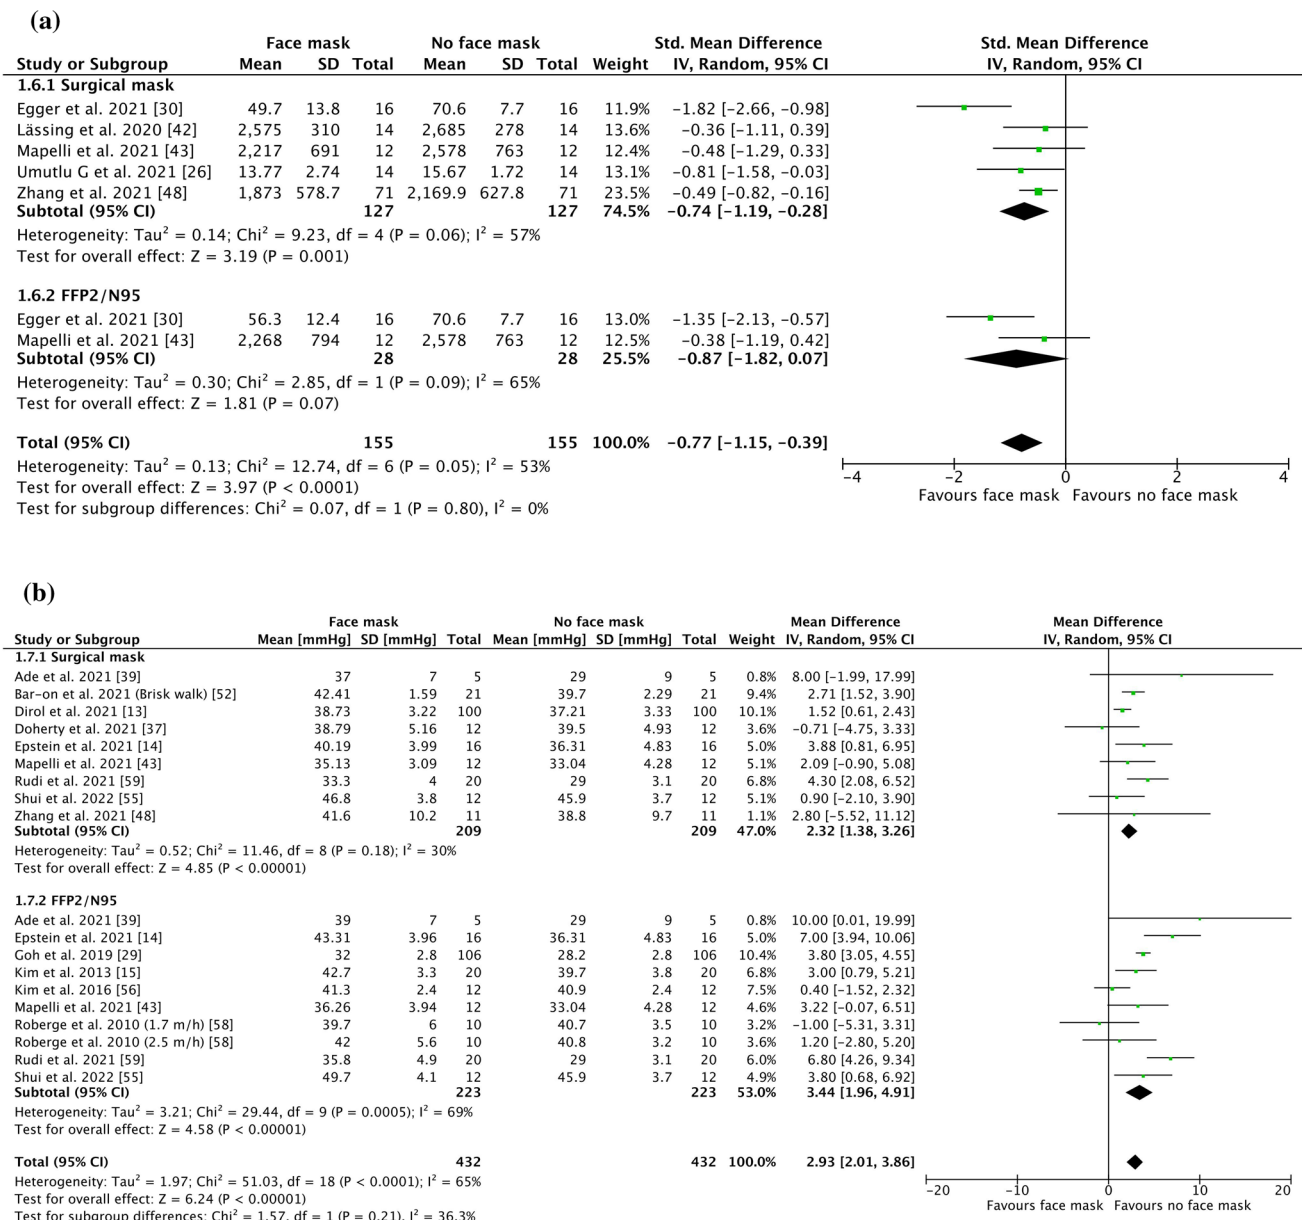 (a)
Face mask No face mask Std. Mean Difference Std. Mean Difference
Study or Subgroup Mean SD Total Mean SD Total Weight IV, Random, 95% CI IV, Random, 95% CI
1.6.1 Surgical mask
Egger et al. 2021 [30] 49.7 13.8 16 70.6 7.7 16 11.9% −1.82 [−2.66, −0.98]
Lässing et al. 2020 [42] 2,575 310 14 2,685 278 14 13.6% −0.36 [−1.11, 0.39]
Mapelli et al. 2021 [43] 2,217 691 12 2,578 763 12 12.4% −0.48 [−1.29, 0.33]
Umutlu G et al. 2021 [26] 13.77 2.74 14 15.67 1.72 14 13.1% −0.81 [−1.58, −0.03]
Zhang et al. 2021 [48] 1,873 578.7 71 2,169.9 627.8 71 23.5% −0.49 [−0.82, −0.16]
Subtotal (95% CI) 127 127 74.5% −0.74 [−1.19, −0.28]
Heterogeneity: Tau² = 0.14; Chi² = 9.23, df = 4 (P = 0.06); I² = 57%
Test for overall effect: Z = 3.19 (P = 0.001)
1.6.2 FFP2/N95
Egger et al. 2021 [30] 56.3 12.4 16 70.6 7.7 16 13.0% −1.35 [−2.13, −0.57]
Mapelli et al. 2021 [43] 2,268 794 12 2,578 763 12 12.5% −0.38 [−1.19, 0.42]
Subtotal (95% CI) 28 28 25.5% −0.87 [−1.82, 0.07]
Heterogeneity: Tau² = 0.30; Chi² = 2.85, df = 1 (P = 0.09); I² = 65%
Test for overall effect: Z = 1.81 (P = 0.07)
Total (95% CI) 155 155 100.0% −0.77 [−1.15, −0.39]
Heterogeneity: Tau² = 0.13; Chi² = 12.74, df = 6 (P = 0.05); I² = 53%
Test for overall effect: Z = 3.97 (P < 0.0001)
Test for subgroup differences: Chi² = 0.07, df = 1 (P = 0.80), I² = 0%
−4 −2 0 2 4
Favours face mask Favours no face mask
(b)
Face mask No face mask Mean Difference Mean Difference
Study or Subgroup Mean [mmHg] SD [mmHg] Total Mean [mmHg] SD [mmHg] Total Weight IV, Random, 95% CI IV, Random, 95% CI
1.7.1 Surgical mask
Ade et al. 2021 [39] 37 7 5 29 9 5 0.8% 8.00 [−1.99, 17.99]
Bar-on et al. 2021 (Brisk walk) [52] 42.41 1.59 21 39.7 2.29 21 9.4% 2.71 [1.52, 3.90]
Dirol et al. 2021 [13] 38.73 3.22 100 37.21 3.33 100 10.1% 1.52 [0.61, 2.43]
Doherty et al. 2021 [37] 38.79 5.16 12 39.5 4.93 12 3.6% −0.71 [−4.75, 3.33]
Epstein et al. 2021 [14] 40.19 3.99 16 36.31 4.83 16 5.0% 3.88 [0.81, 6.95]
Mapelli et al. 2021 [43] 35.13 3.09 12 33.04 4.28 12 5.1% 2.09 [−0.90, 5.08]
Rudi et al. 2021 [59] 33.3 4 20 29 3.1 20 6.8% 4.30 [2.08, 6.52]
Shui et al. 2022 [55] 46.8 3.8 12 45.9 3.7 12 5.1% 0.90 [−2.10, 3.90]
Zhang et al. 2021 [48] 41.6 10.2 11 38.8 9.7 11 1.1% 2.80 [−5.52, 11.12]
Subtotal (95% CI) 209 209 47.0% 2.32 [1.38, 3.26]
Heterogeneity: Tau² = 0.52; Chi² = 11.46, df = 8 (P = 0.18); I² = 30%
Test for overall effect: Z = 4.85 (P < 0.00001)
1.7.2 FFP2/N95
Ade et al. 2021 [39] 39 7 5 29 9 5 0.8% 10.00 [0.01, 19.99]
Epstein et al. 2021 [14] 43.31 3.96 16 36.31 4.83 16 5.0% 7.00 [3.94, 10.06]
Goh et al. 2019 [29] 32 2.8 106 28.2 2.8 106 10.4% 3.80 [3.05, 4.55]
Kim et al. 2013 [15] 42.7 3.3 20 39.7 3.8 20 6.8% 3.00 [0.79, 5.21]
Kim et al. 2016 [56] 41.3 2.4 12 40.9 2.4 12 7.5% 0.40 [−1.52, 2.32]
Mapelli et al. 2021 [43] 36.26 3.94 12 33.04 4.28 12 4.6% 3.22 [−0.07, 6.51]
Roberge et al. 2010 (1.7 m/h) [58] 39.7 6 10 40.7 3.5 10 3.2% −1.00 [−5.31, 3.31]
Roberge et al. 2010 (2.5 m/h) [58] 42 5.6 10 40.8 3.2 10 3.6% 1.20 [−2.80, 5.20]
Rudi et al. 2021 [59] 35.8 4.9 20 29 3.1 20 6.0% 6.80 [4.26, 9.34]
Shui et al. 2022 [55] 49.7 4.1 12 45.9 3.7 12 4.9% 3.80 [0.68, 6.92]
Subtotal (95% CI) 223 223 53.0% 3.44 [1.96, 4.91]
Heterogeneity: Tau² = 3.21; Chi² = 29.44, df = 9 (P = 0.0005); I² = 69%
Test for overall effect: Z = 4.58 (P < 0.00001)
Total (95% CI) 432 432 100.0% 2.93 [2.01, 3.86]
Heterogeneity: Tau² = 1.97; Chi² = 51.03, df = 18 (P < 0.0001); I² = 65%
Test for overall effect: Z = 6.24 (P < 0.00001)
Test for subgroup differences: Chi² = 1.57, df = 1 (P = 0.21), I² = 36.3%
−20 −10 0 10 20
Favours face mask Favours no face mask